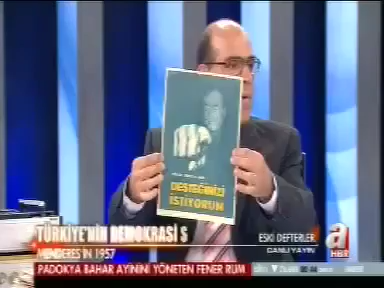 DESTEĞİNİZİ
İSTİYORUM
TÜRKİYE'NİN DEMOKRASİ S
MENDERES'İN 1957
ESKİ DEFTERLER
CANLI YAYIN
a
HBR
PADOKYA BAHAR AYİNİNİ YÖNETEN FENER RUM